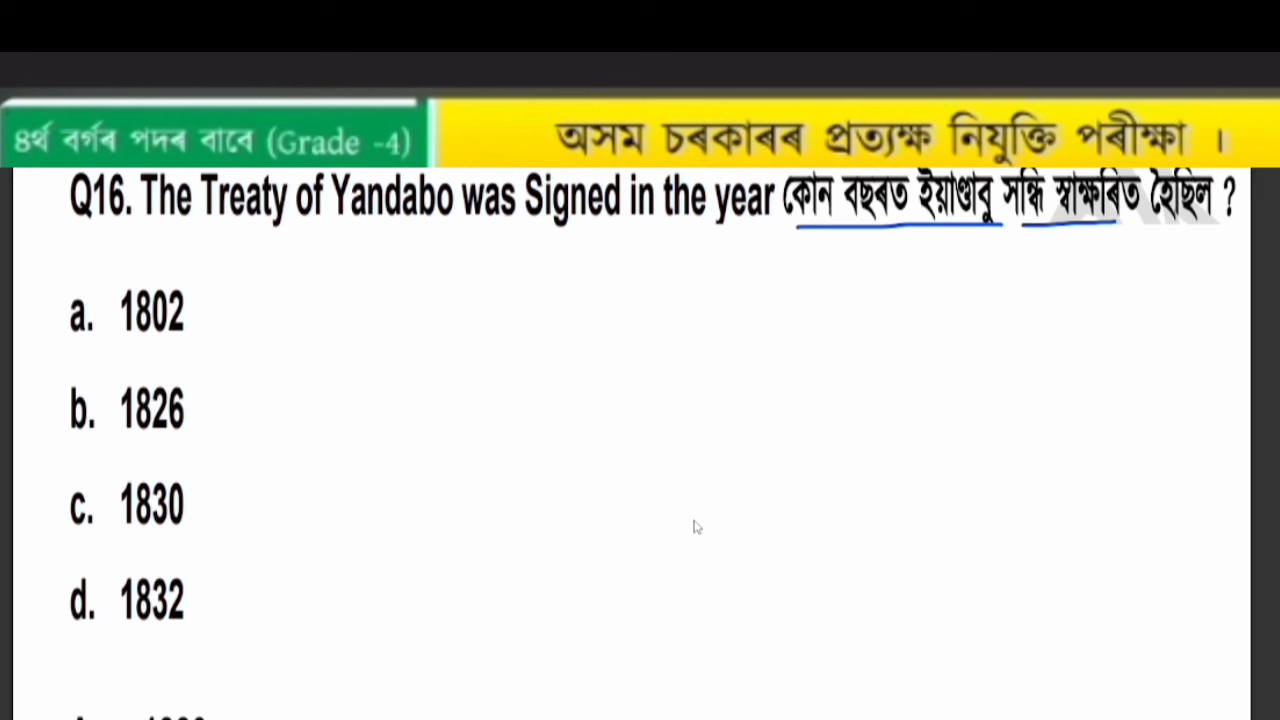 ৪ৰ্থ বৰ্গৰ পদৰ বাবে (Grade -4)
অসম চৰকাৰৰ প্ৰত্যক্ষ নিযুক্তি পৰীক্ষা ।
Q16. The Treaty of Yandabo was Signed in the year কোন বছৰত ইয়াণ্ডাবু সন্ধি স্বাক্ষৰিত হৈছিল ?
a. 1802
b. 1826
c. 1830
d. 1832